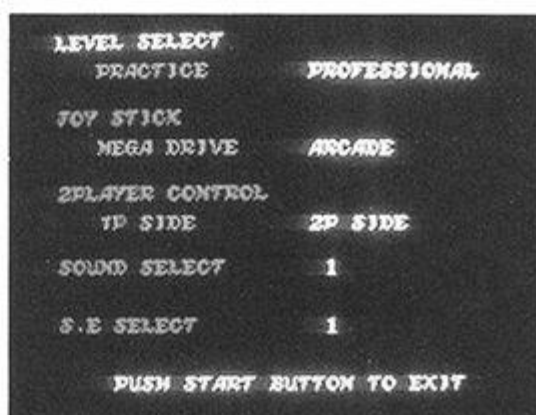 LEVEL SELECT
PRACTICE PROFESSIONAL
JOY STICK
MEGA DRIVE ARCADE
2PLAYER CONTROL
1P SIDE 2P SIDE
SOUND SELECT 1
S.E SELECT 1
PUSH START BUTTON TO EXIT